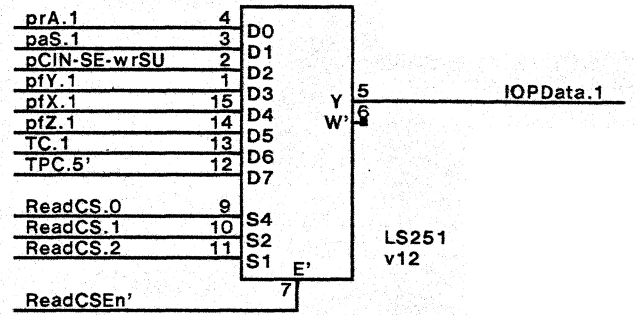 prA.1 4 D0
paS.1 3 D1
pCIN-SE-wrSU 2 D2
pfY.1 1 D3
pfX.1 15 D4
pfZ.1 14 D5
TC.1 13 D6
TPC.5' 12 D7
Y 5 IOPData.1
W' 6
ReadCS.0 9 S4
ReadCS.1 10 S2
ReadCS.2 11 S1
LS251
v12
E'
7
ReadCSEn'